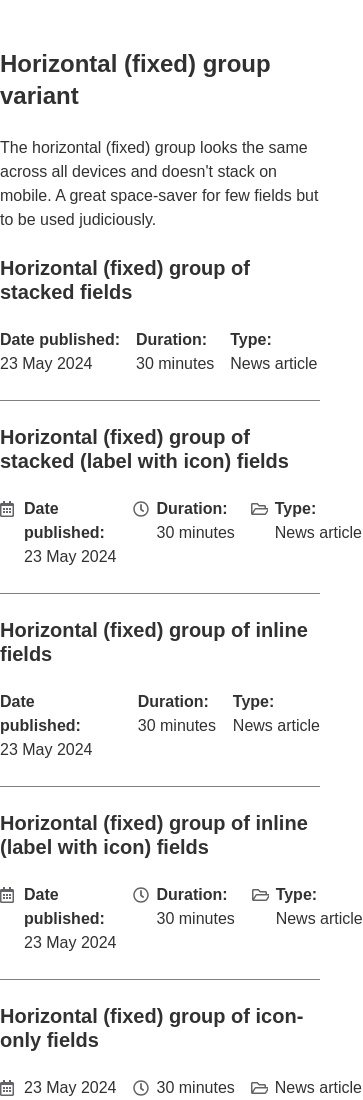 Horizontal (fixed) group
variant
The horizontal (fixed) group looks the same
across all devices and doesn't stack on
mobile. A great space-saver for few fields but
to be used judiciously.
Horizontal (fixed) group of
stacked fields
Date published: Duration: Type:
23 May 2024 30 minutes News article
Horizontal (fixed) group of
stacked (label with icon) fields
Date Duration: Type:
published: 30 minutes News article
23 May 2024
Horizontal (fixed) group of inline
fields
Date Duration: Type:
published: 30 minutes News article
23 May 2024
Horizontal (fixed) group of inline
(label with icon) fields
Date Duration: Type:
published: 30 minutes News article
23 May 2024
Horizontal (fixed) group of icon-
only fields
23 May 2024 30 minutes News article